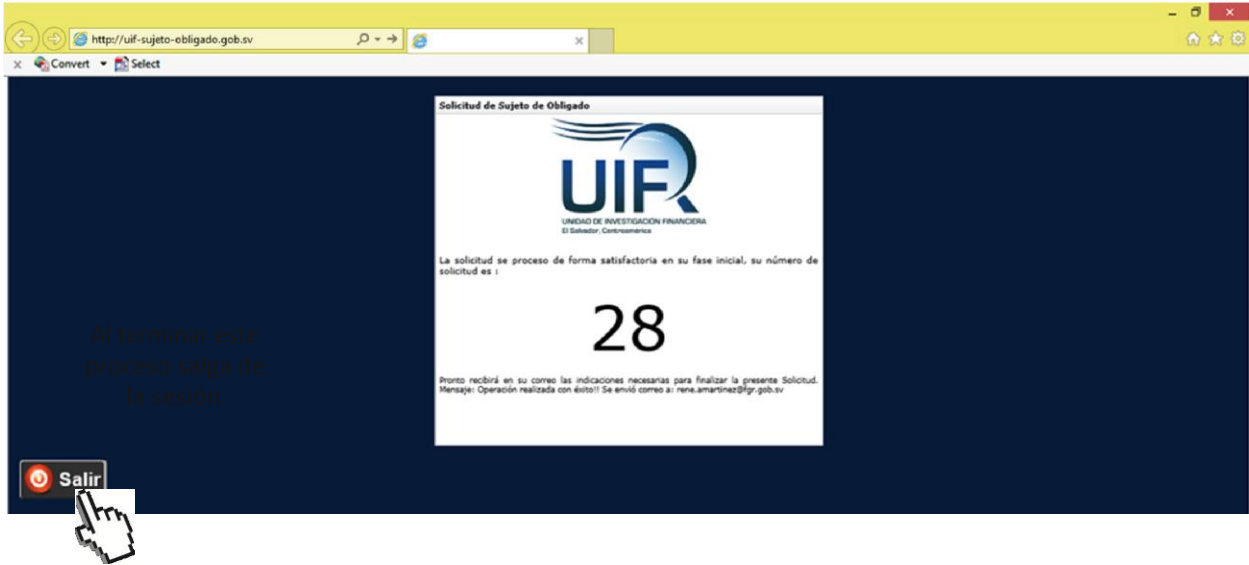 http://uif-sujeto-obligado.gob.sv
Convert
Select
Solicitud de Sujeto de Obligado
UIF
UNIDAD DE INVESTIGACIÓN FINANCIERA
El Salvador, Centroamérica
La solicitud se proceso de forma satisfactoria en su fase inicial, su número de
solicitud es :
28
Pronto recibirá en su correo las indicaciones necesarias para finalizar la presente Solicitud.
Mensaje: Operación realizada con éxito!! Se envió correo a: rene.amartinez@fgr.gob.sv
Al terminar este
proceso, salga de
la sesión.
Salir